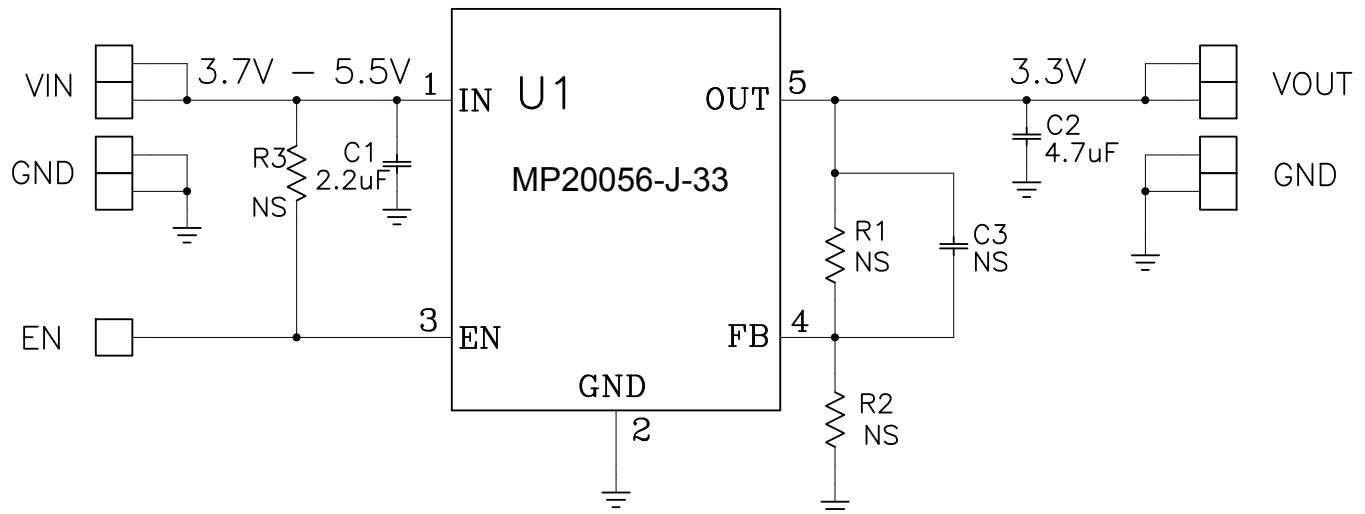 VIN
3.7V – 5.5V
1
IN
U1
OUT
5
3.3V
VOUT
GND
R3
NS
C1
2.2uF
MP20056-J-33
C2
4.7uF
GND
R1
NS
C3
NS
EN
3
EN
FB
4
GND
2
R2
NS